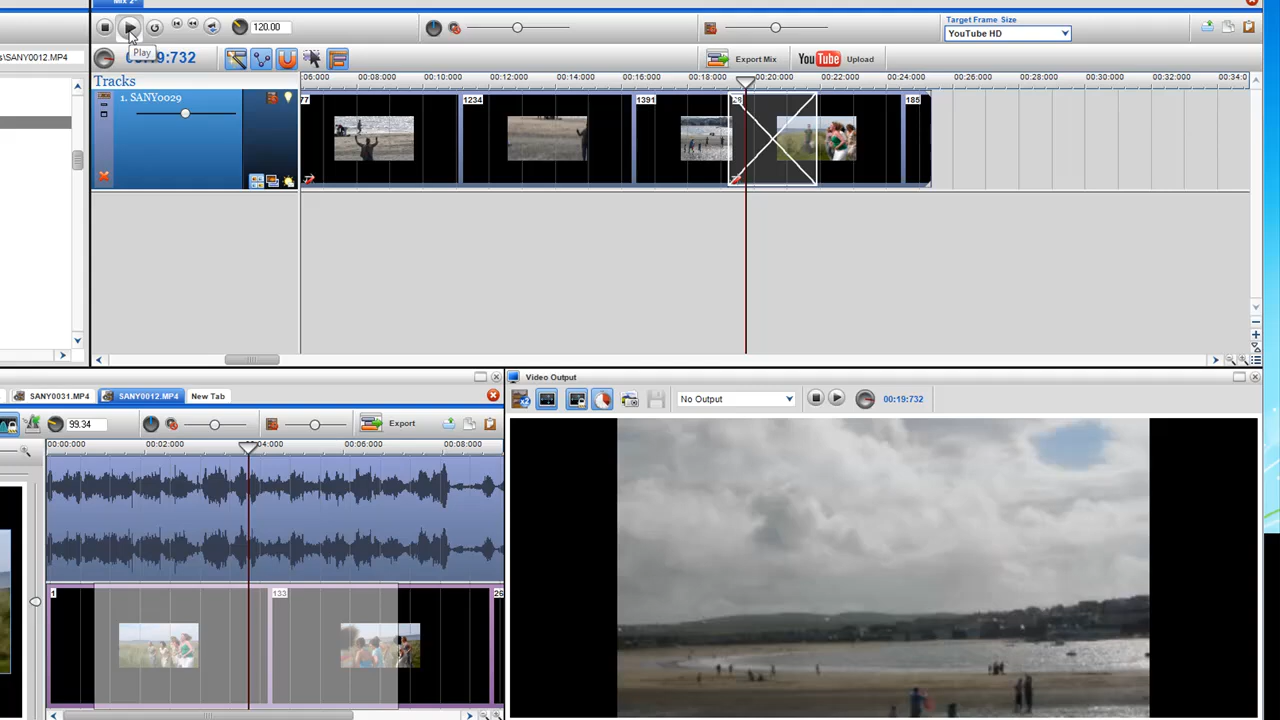 Mix 2*
120.00
Target Frame Size
YouTube HD
s\SANY0012.MP4
Play
00:19:732
Export Mix
YouTube Upload
Tracks
06:000 00:08:000 00:10:000 00:12:000 00:14:000 00:16:000 00:18:000 00:20:000 00:22:000 00:24:000 00:26:000 00:28:000 00:30:000 00:32:000 00:34.0
1. SANY0029
77 1234 1391 185
SANY0031.MP4 SANY0012.MP4 New Tab
Video Output
99.34
Export
No Output
00:19:732
00:00:000 00:02:000 04:000 00:06:000 00:08:000
1 133 26